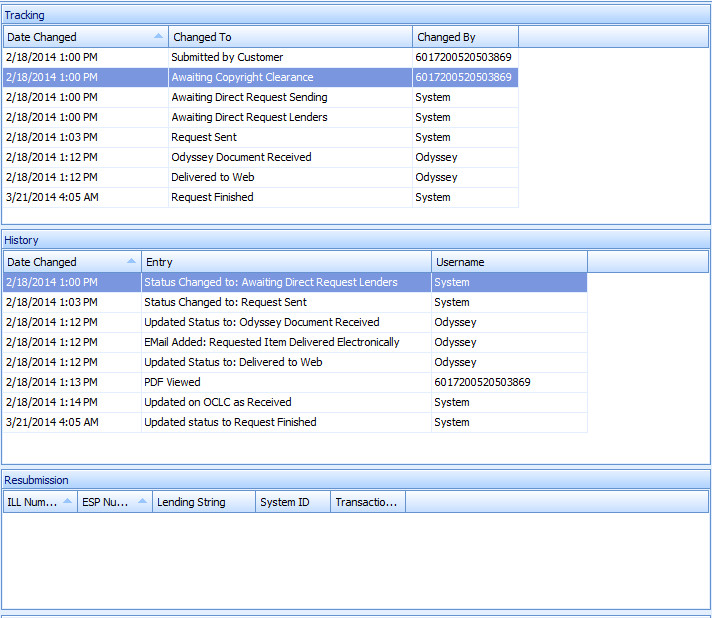 Tracking
Date Changed Changed To Changed By
2/18/2014 1:00 PM Submitted by Customer 6017200520503869
2/18/2014 1:00 PM Awaiting Copyright Clearance 6017200520503869
2/18/2014 1:00 PM Awaiting Direct Request Sending System
2/18/2014 1:00 PM Awaiting Direct Request Lenders System
2/18/2014 1:03 PM Request Sent System
2/18/2014 1:12 PM Odyssey Document Received Odyssey
2/18/2014 1:12 PM Delivered to Web Odyssey
3/21/2014 4:05 AM Request Finished System
History
Date Changed Entry Username
2/18/2014 1:00 PM Status Changed to: Awaiting Direct Request Lenders System
2/18/2014 1:03 PM Status Changed to: Request Sent System
2/18/2014 1:12 PM Updated Status to: Odyssey Document Received Odyssey
2/18/2014 1:12 PM EMail Added: Requested Item Delivered Electronically Odyssey
2/18/2014 1:12 PM Updated Status to: Delivered to Web Odyssey
2/18/2014 1:13 PM PDF Viewed 6017200520503869
2/18/2014 1:14 PM Updated on OCLC as Received System
3/21/2014 4:05 AM Updated status to Request Finished System
Resubmission
ILL Num... ESP Nu... Lending String System ID Transactio...